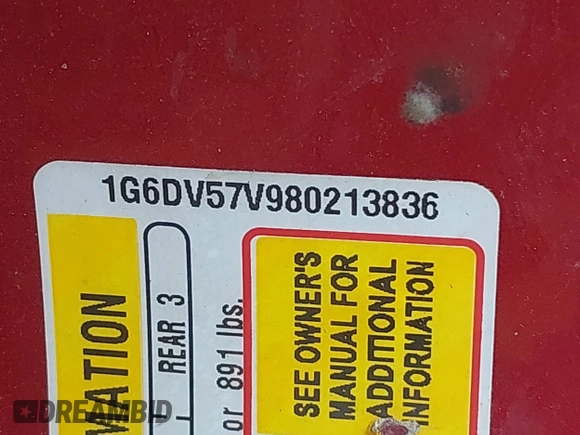 1G6DV57V980213836
MATION
REAR 3
or 891 lbs.
SEE OWNER'S
MANUAL FOR
ADDITIONAL
INFORMATION
DREAMBID